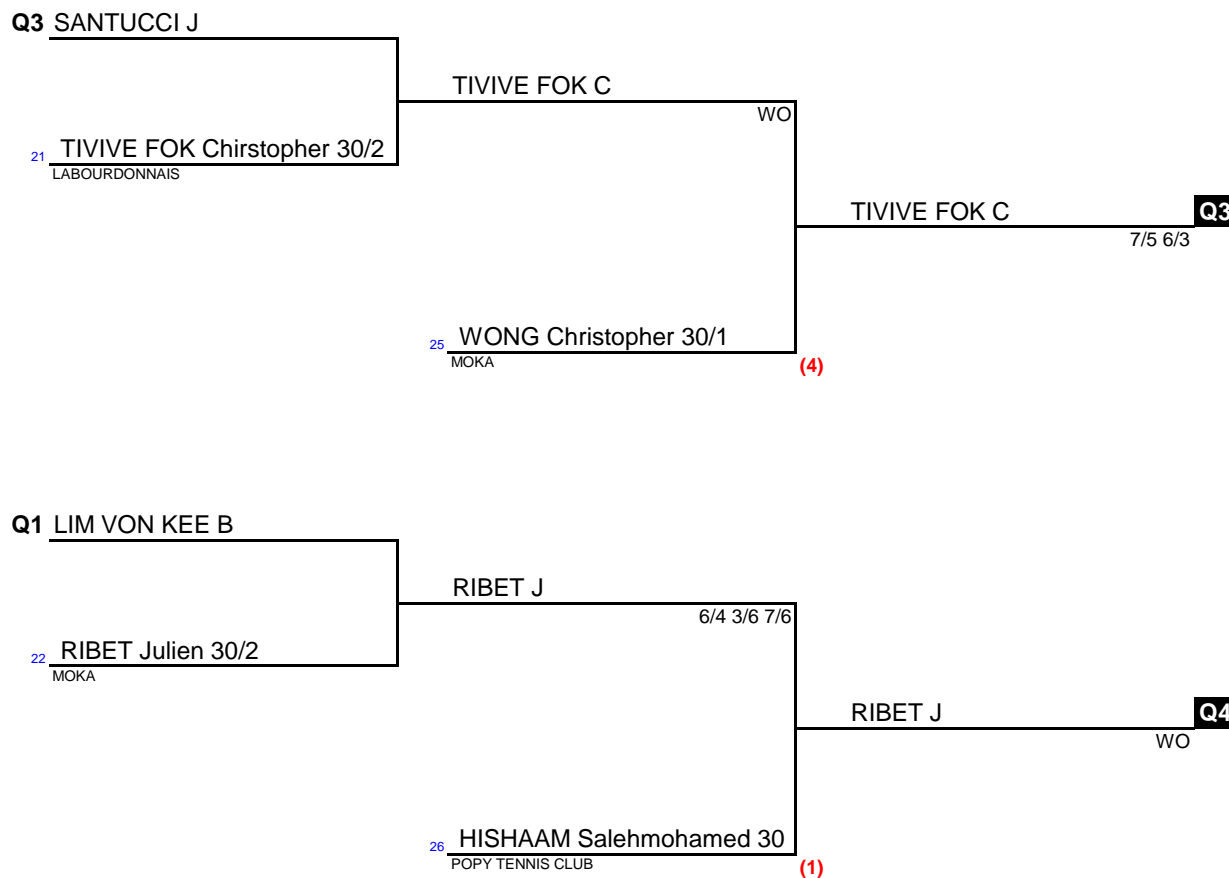 Q3 SANTUCCI J
TIVIVE FOK C
WO
21 TIVIVE FOK Chirstopher 30/2
LABOURDONNAIS
TIVIVE FOK C Q3
7/5 6/3
25 WONG Christopher 30/1
MOKA
(4)
Q1 LIM VON KEE B
RIBET J
6/4 3/6 7/6
22 RIBET Julien 30/2
MOKA
RIBET J Q4
WO
26 HISHAAM Salehmohamed 30
POPY TENNIS CLUB
(1)